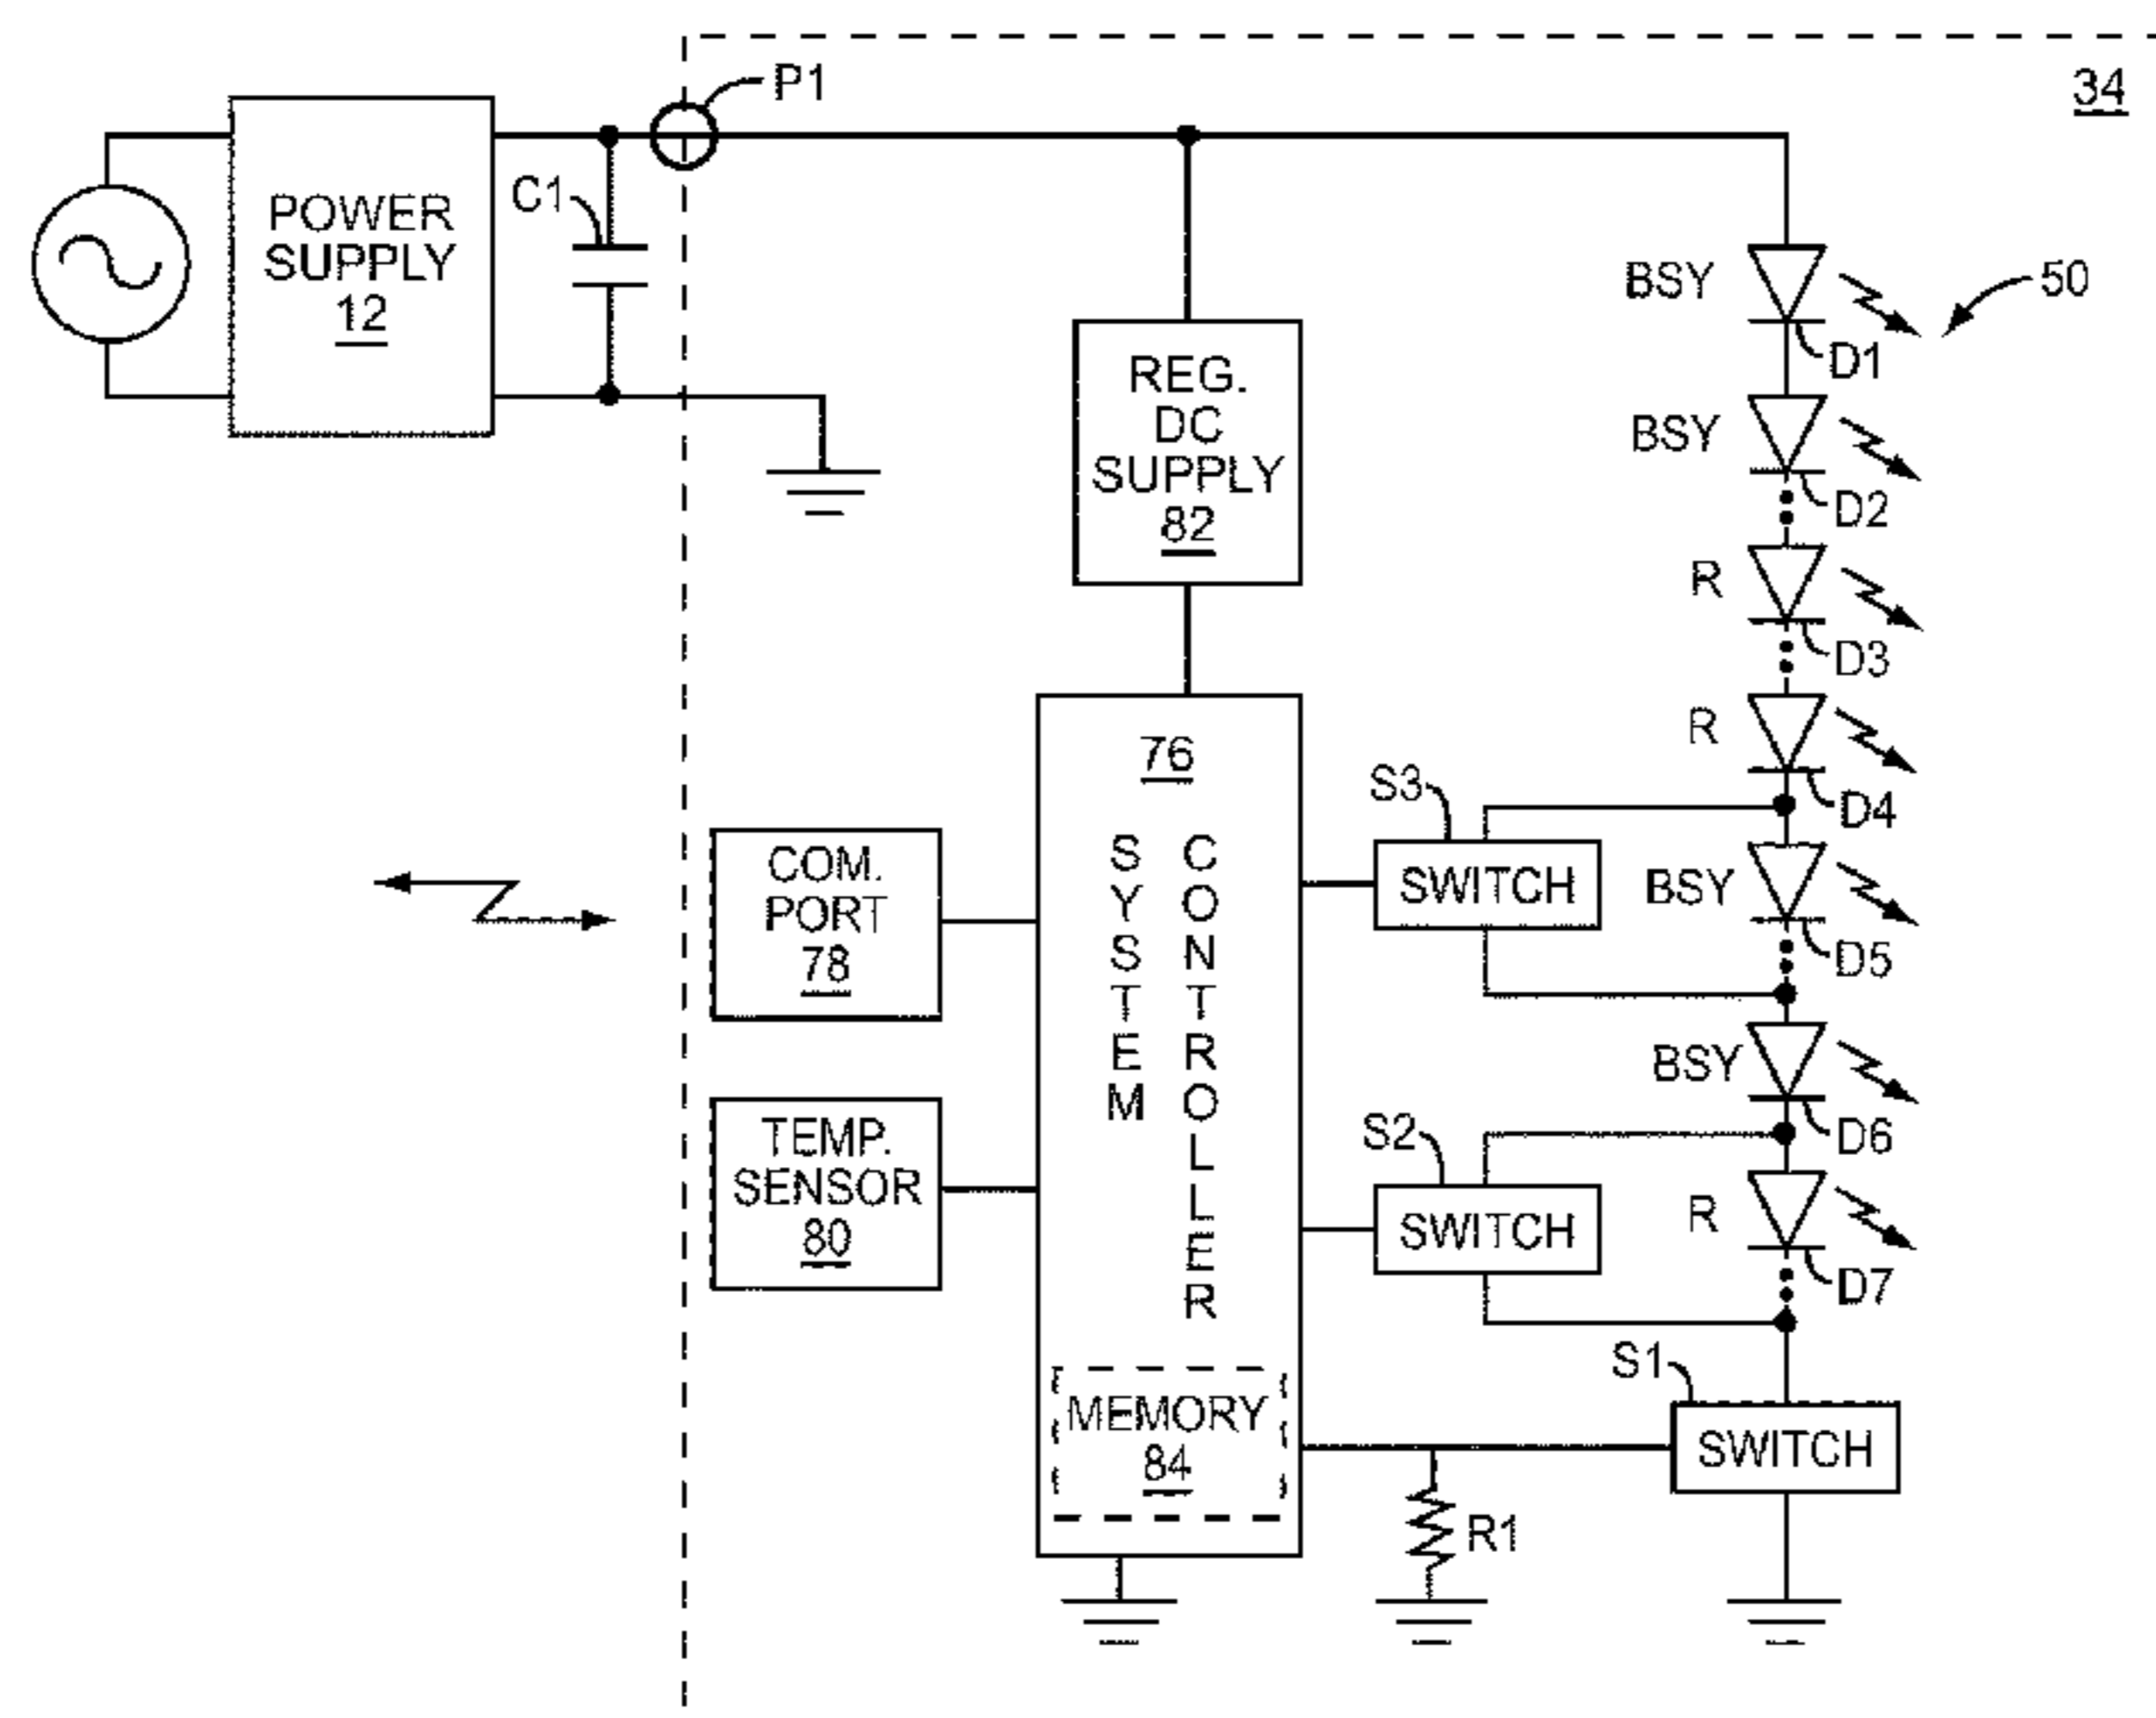 34
P1
C1
POWER
SUPPLY
12
REG.
DC
SUPPLY
82
BSY
50
D1
BSY
D2
R
D3
R
D4
BSY
D5
BSY
D6
R
D7
76
SYSTEM
CONTROLLER
MEMORY
84
COM.
PORT
78
TEMP.
SENSOR
80
S3
SWITCH
S2
SWITCH
S1
SWITCH
R1